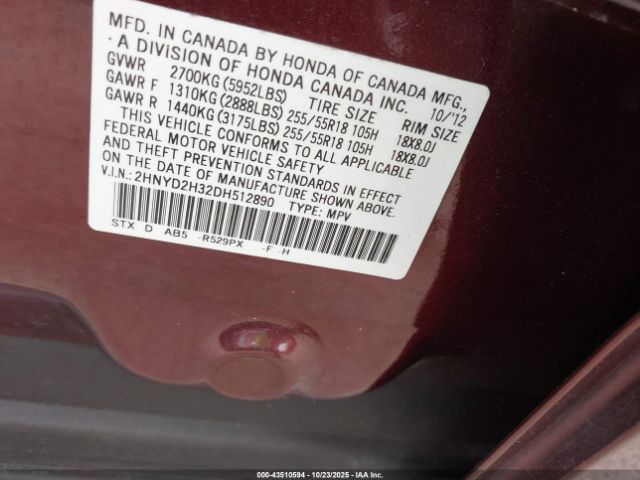 MFD. IN CANADA BY HONDA OF CANADA MFG.,
A DIVISION OF HONDA CANADA INC. 10/'12
GVWR 2700KG (5952LBS) TIRE SIZE RIM SIZE
GAWR F 1310KG (2888LBS) 255/55R18 105H 18X8.0J
GAWR R 1440KG (3175LBS) 255/55R18 105H 18X8.0J
THIS VEHICLE CONFORMS TO ALL APPLICABLE
FEDERAL MOTOR VEHICLE SAFETY
AND THEFT PREVENTION STANDARDS IN EFFECT
ON THE DATE OF MANUFACTURE SHOWN ABOVE.
V.I.N.: 2HNYD2H32DH512890 TYPE: MPV
STX D AB5 -R529PX -F -H
000-43510594 | 10/23/2025 | IAA Inc.